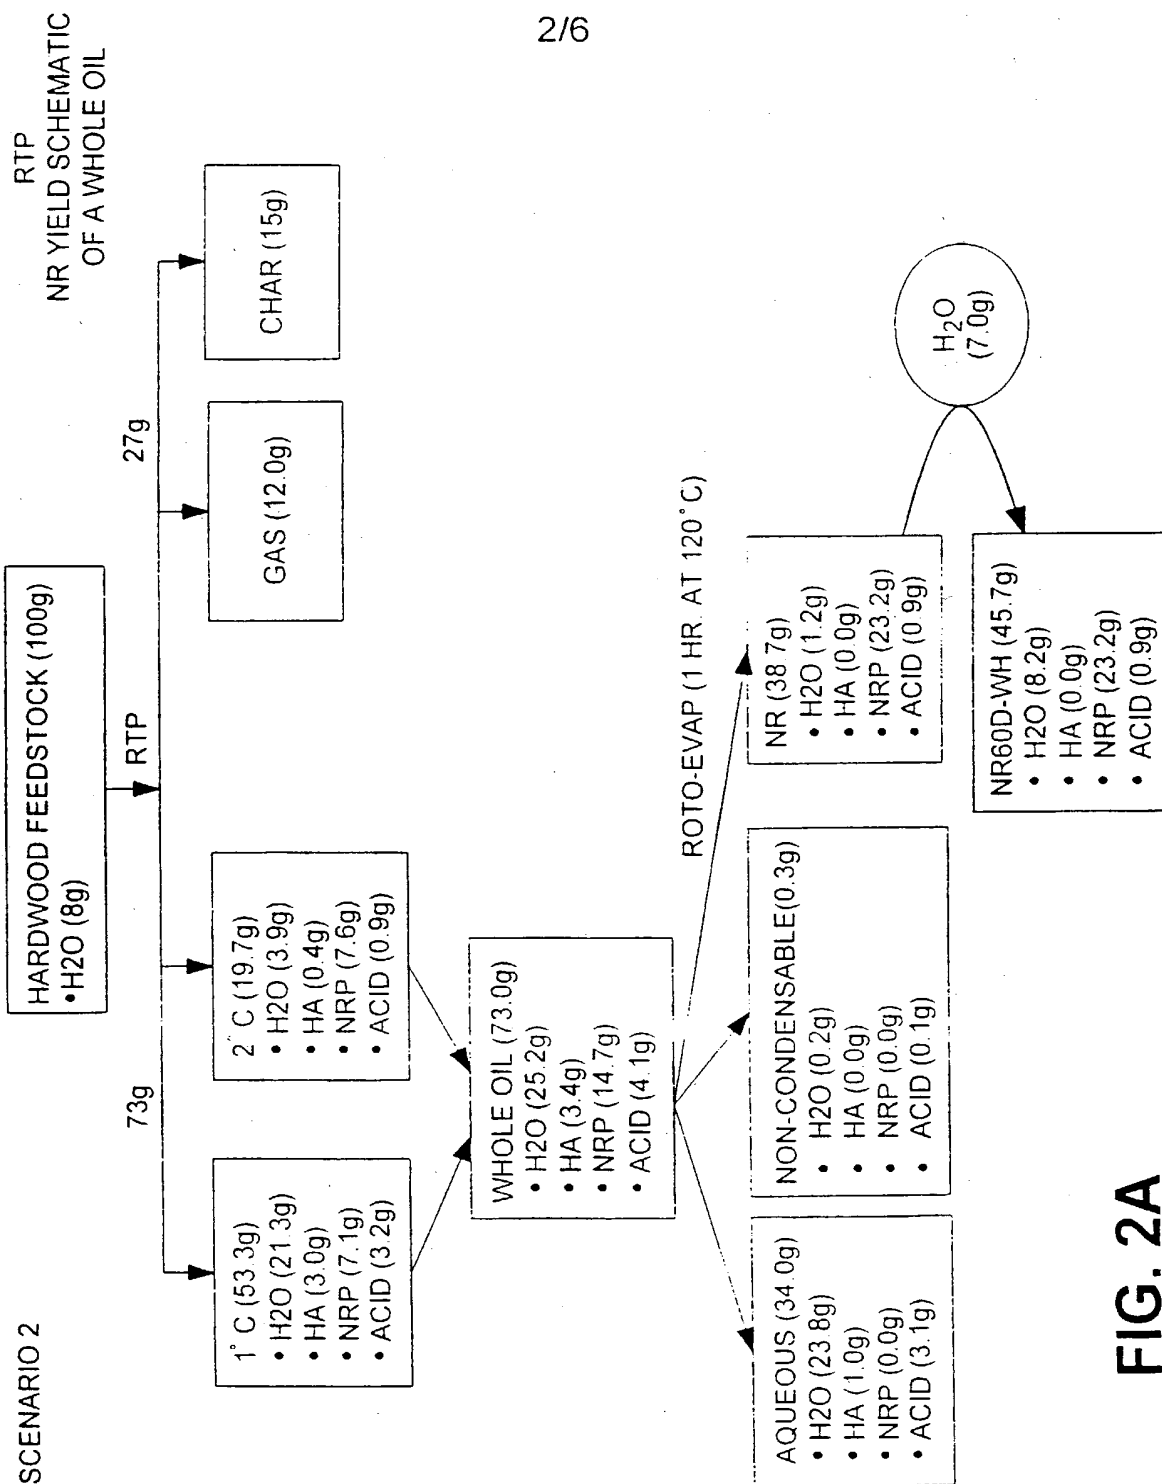 2/6
SCENARIO 2
RTP
NR YIELD SCHEMATIC
OF A WHOLE OIL
HARDWOOD FEEDSTOCK (100g)
•H2O (8g)
RTP
73g
27g
1°C (53.3g)
• H2O (21.3g)
• HA (3.0g)
• NRP (7.1g)
• ACID (3.2g)
2°C (19.7g)
• H2O (3.9g)
• HA (0.4g)
• NRP (7.6g)
• ACID (0.9g)
GAS (12.0g)
CHAR (15g)
WHOLE OIL (73.0g)
• H2O (25.2g)
• HA (3.4g)
• NRP (14.7g)
• ACID (4.1g)
ROTO-EVAP (1 HR. AT 120°C)
AQUEOUS (34.0g)
• H2O (23.8g)
• HA (1.0g)
• NRP (0.0g)
• ACID (3.1g)
NON-CONDENSABLE(0.3g)
• H2O (0.2g)
• HA (0.0g)
• NRP (0.0g)
• ACID (0.1g)
NR (38.7g)
• H2O (1.2g)
• HA (0.0g)
• NRP (23.2g)
• ACID (0.9g)
H₂O
(7.0g)
NR60D-WH (45.7g)
• H2O (8.2g)
• HA (0.0g)
• NRP (23.2g)
• ACID (0.9g)
FIG. 2A